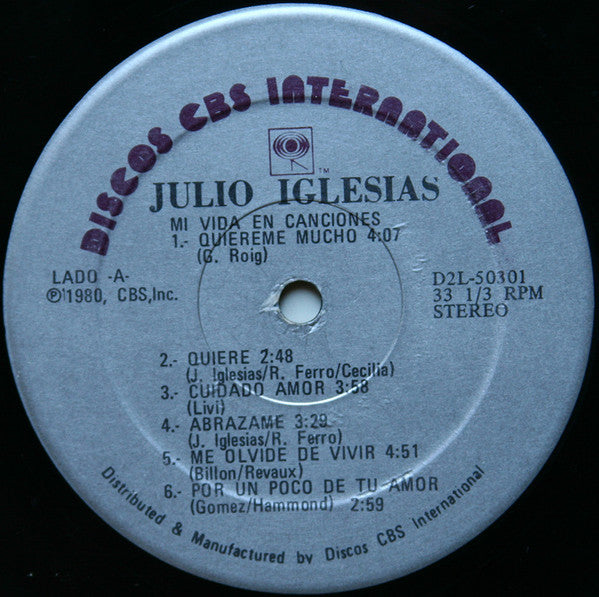 DISCOS CBS INTERNATIONAL
TM
JULIO IGLESIAS
MI VIDA EN CANCIONES
1.- QUIEREME MUCHO 4:07
(G. Roig)
LADO -A-
℗1980, CBS,Inc.
D2L-50301
33 1/3 RPM
STEREO
2.- QUIERE 2:48
(J. Iglesias/R. Ferro/Cecilia)
3.- CUIDADO AMOR 3:58
(Livi)
4.- ABRAZAME 3:29
(J. Iglesias/R. Ferro)
5.- ME OLVIDE DE VIVIR 4:51
(Billon/Revaux)
6.- POR UN POCO DE TU AMOR
(Gomez/Hammond) 2:59
Distributed & Manufactured by Discos CBS International